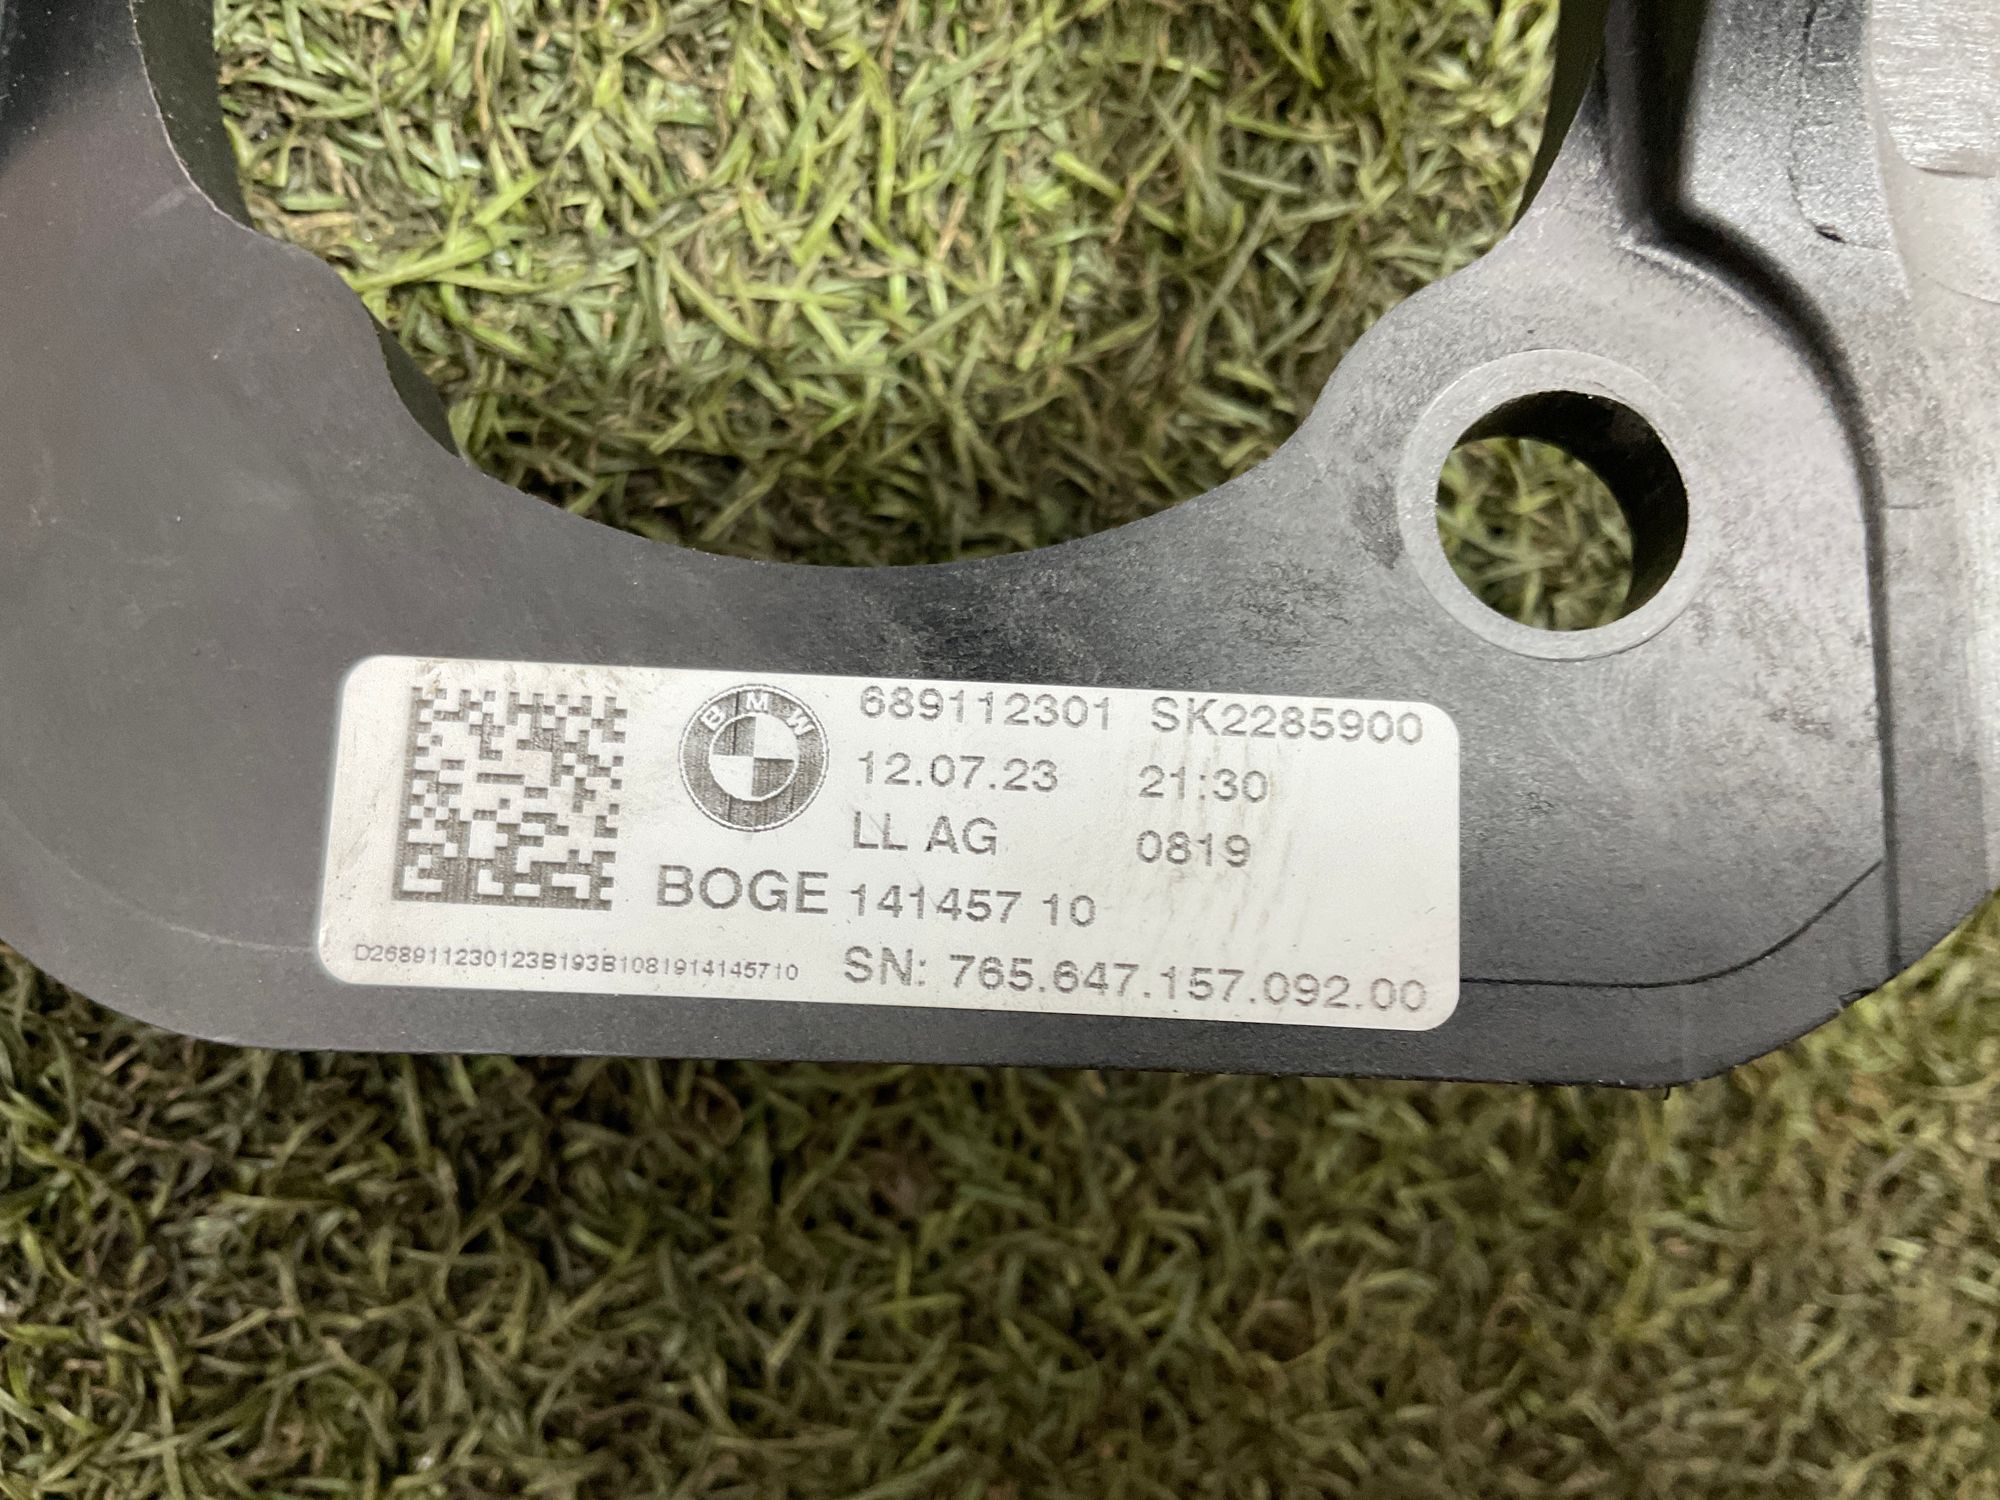 BMW
689112301 SK2285900
12.07.23 21:30
LL AG 0819
BOGE 141457 10
D268911230123B193B1081914145710
SN: 765.647.157.092.00